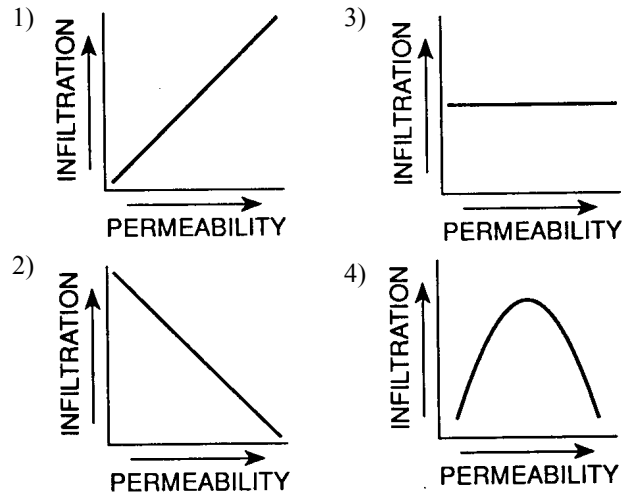 1)
INFILTRATION
PERMEABILITY
2)
INFILTRATION
PERMEABILITY
3)
INFILTRATION
PERMEABILITY
4)
INFILTRATION
PERMEABILITY